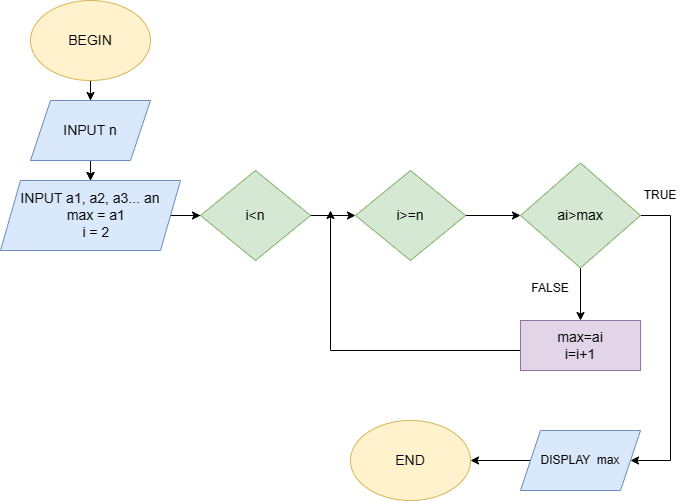 BEGIN
INPUT n
INPUT a1, a2, a3... an
max = a1
i = 2
i<n
i>=n
ai>max
TRUE
FALSE
max=ai
i=i+1
DISPLAY max
END